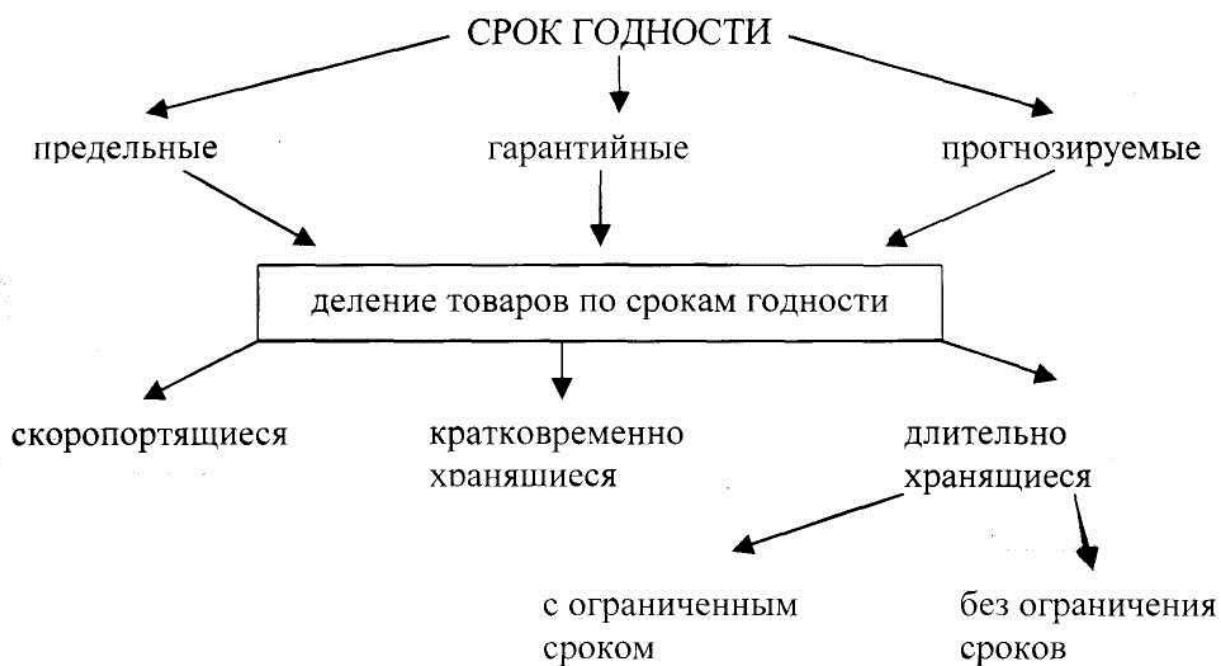 СРОК ГОДНОСТИ
предельные гарантийные прогнозируемые
деление товаров по срокам годности
скоропортящиеся кратковременно длительно
храняшиеся хранящиеся
с ограниченным без ограничения
сроком сроков